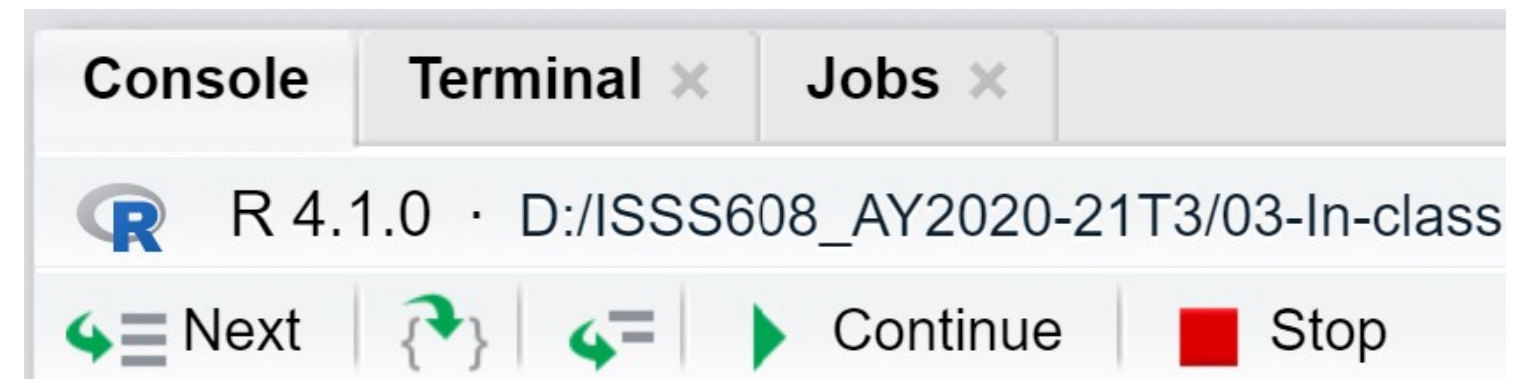 Console Terminal Jobs
R R 4.1.0 · D:/ISSS608_AY2020-21T3/03-In-class
Next {} Continue Stop